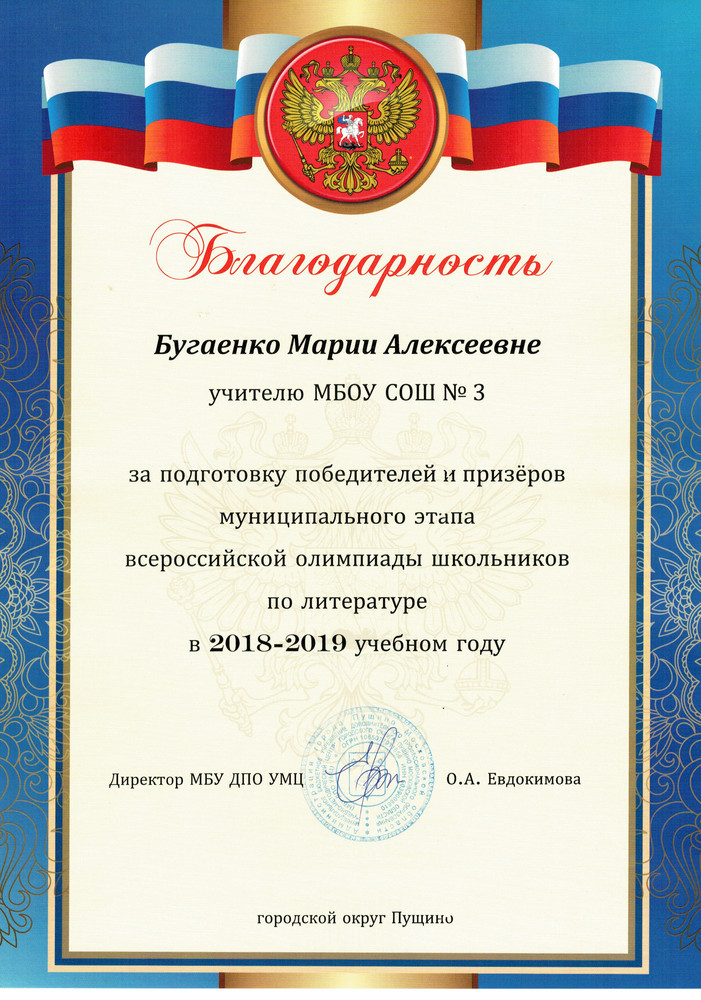 Благодарность
Бугаенко Марии Алексеевне
учителю МБОУ СОШ № 3
за подготовку победителей и призёров
муниципального этапа
всероссийской олимпиады школьников
по литературе
в 2018-2019 учебном году
Директор МБУ ДПО УМЦ
О.А. Евдокимова
городской округ Пущино